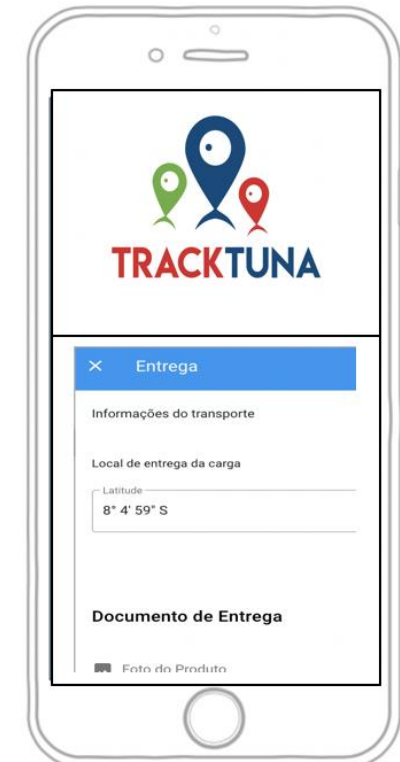 TRACKTUNA
× Entrega
Informações do transporte
Local de entrega da carga
Latitude
8° 4' 59" S
Documento de Entrega
Foto do Produto